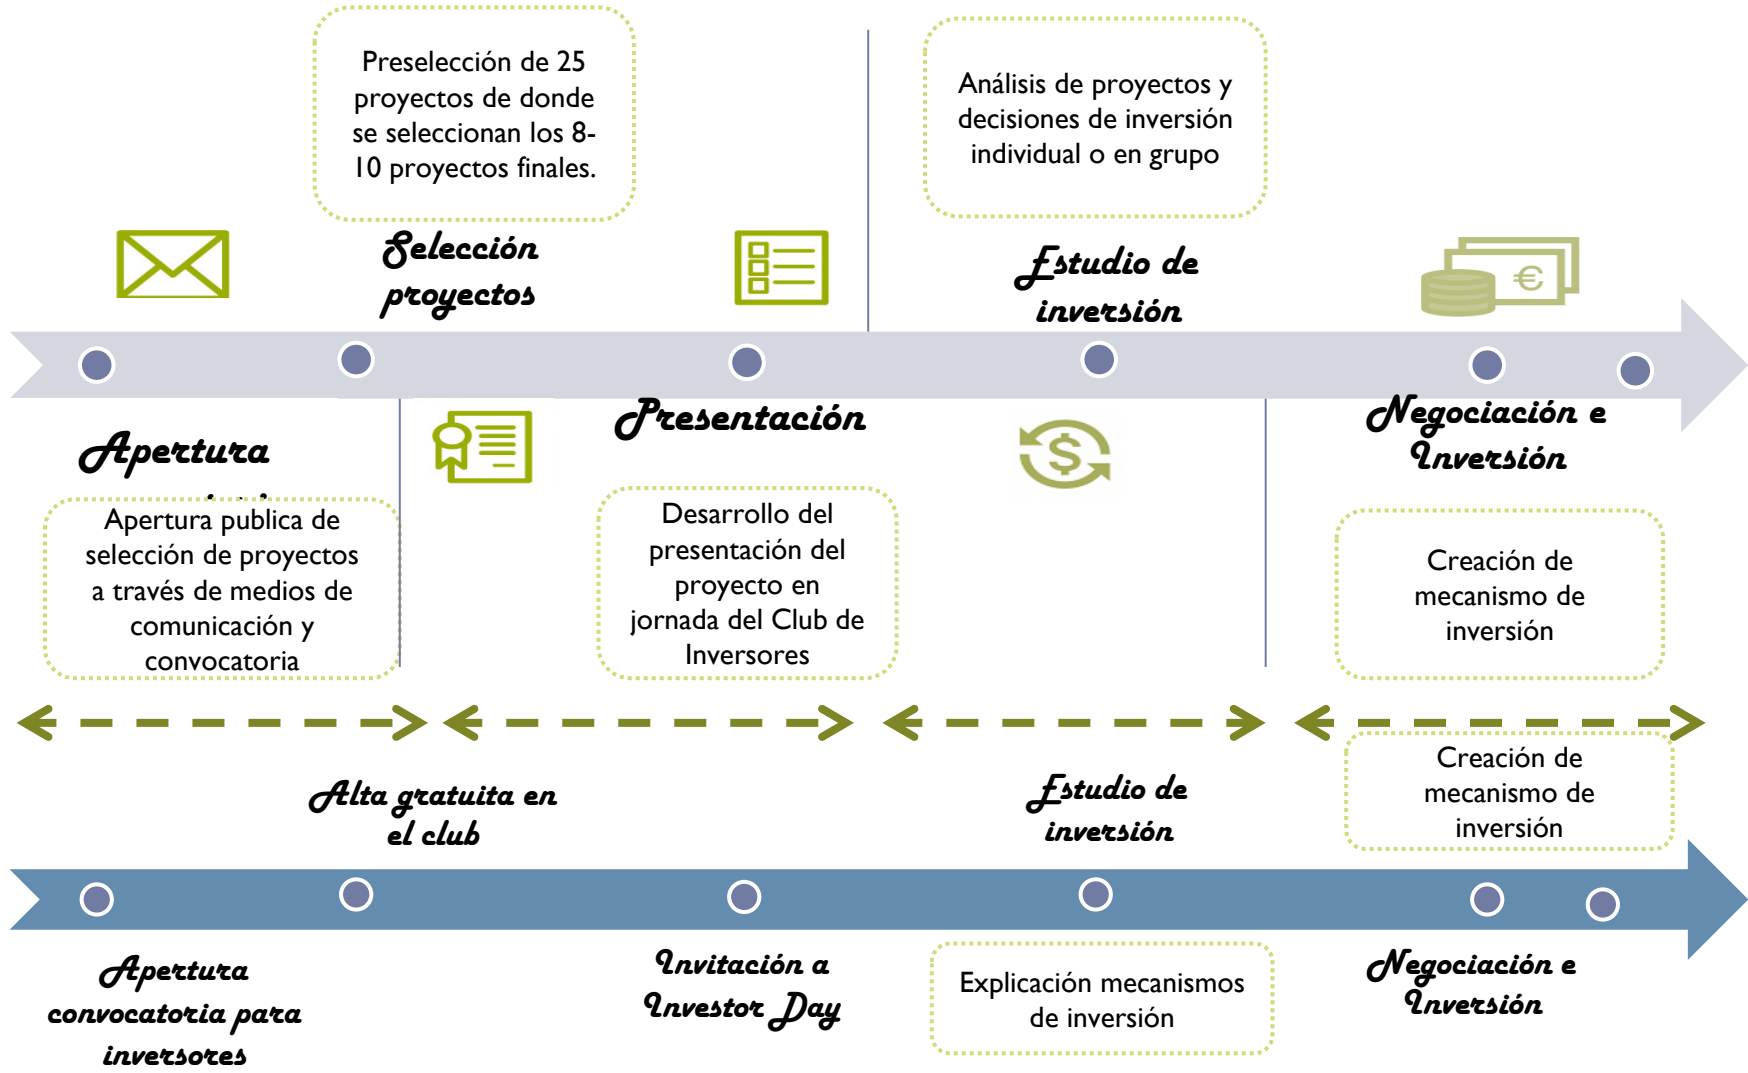 Preselección de 25
proyectos de donde
se seleccionan los 8-
10 proyectos finales.
Análisis de proyectos y
decisiones de inversión
individual o en grupo
Selección
proyectos
Estudio de
inversión
€
Presentación
Negociación e
Inversión
Apertura
$
Apertura publica de
selección de proyectos
a través de medios de
comunicación y
convocatoria
Desarrollo del
presentación del
proyecto en
jornada del Club de
Inversores
Creación de
mecanismo de
inversión
Creación de
mecanismo de
inversión
Alta gratuita en
el club
Estudio de
inversión
Apertura
convocatoria para
inversores
Invitación a
Investor Day
Explicación mecanismos
de inversión
Negociación e
Inversión